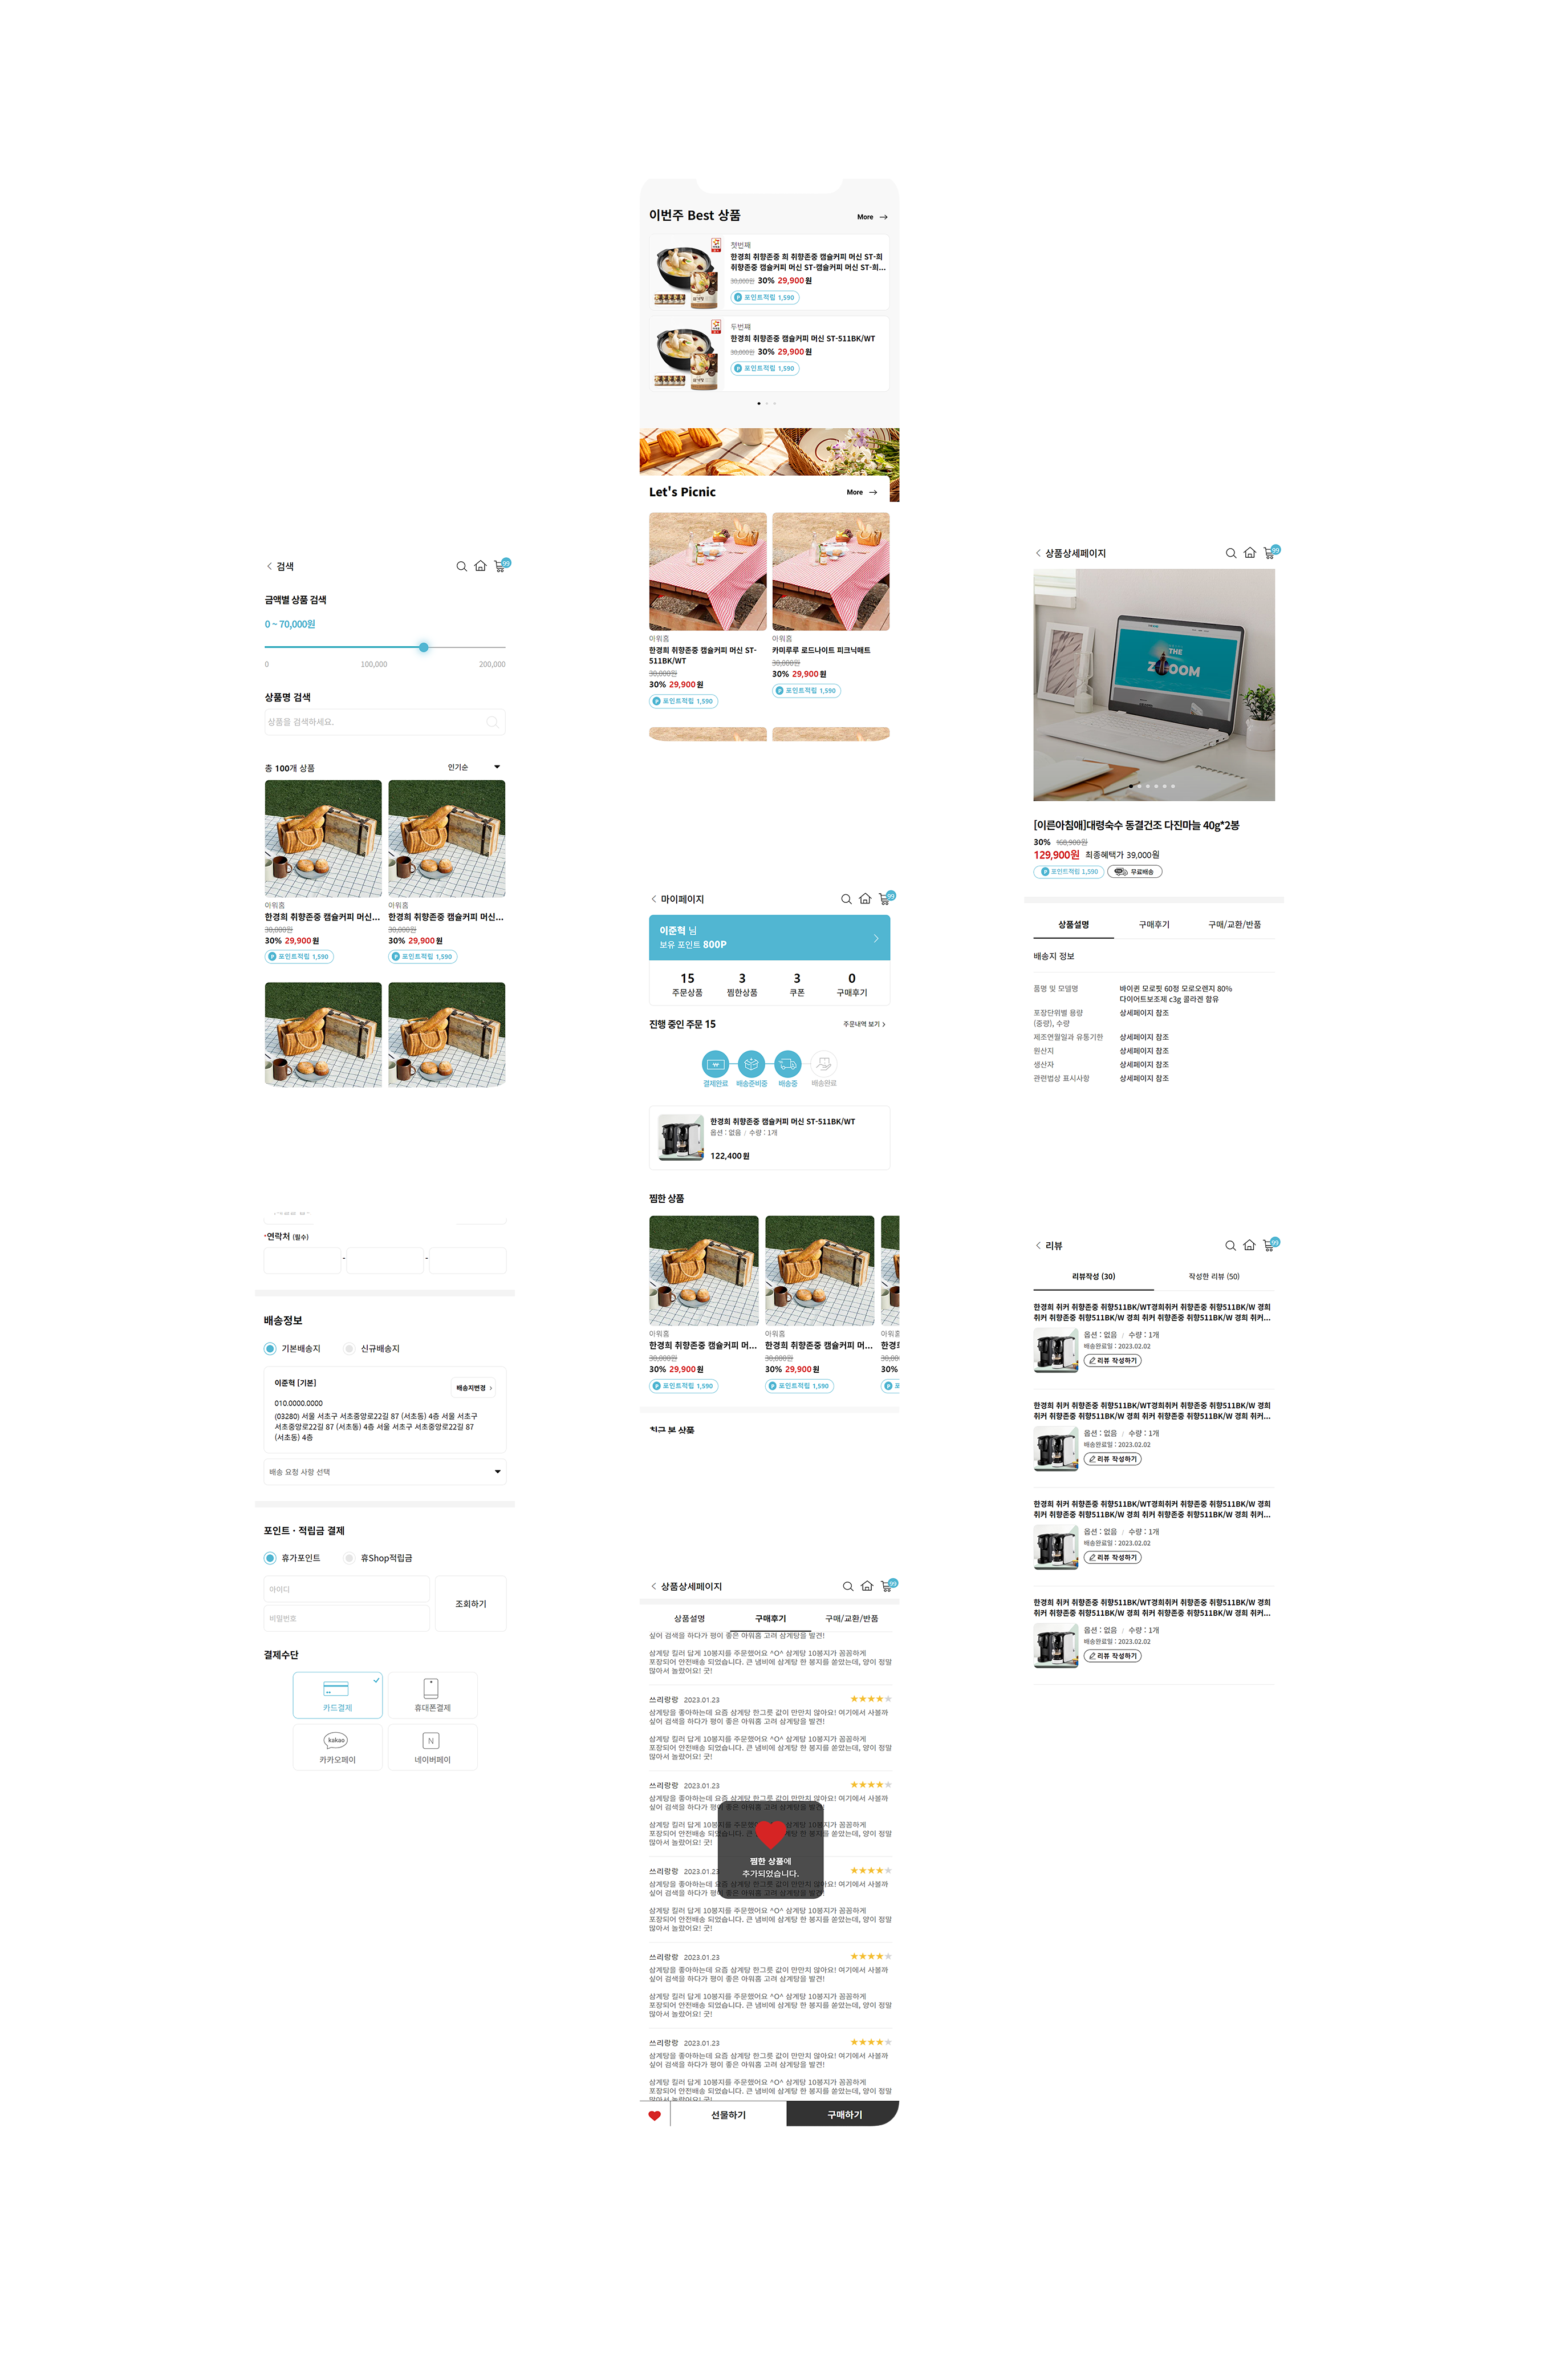 이번주 Best 상품
More
첫번째
한경희 취향존중 희 취향존중 캡슐커피 머신 ST-희
취향존중 캡슐커피 머신 ST-캡슐커피 머신 ST-희...
30,000원 30% 29,900원
P 포인트적립 1,590
두번째
한경희 취향존중 캡슐커피 머신 ST-511BK/WT
30,000원 30% 29,900원
P 포인트적립 1,590
Let's Picnic
More
아워홈
한경희 취향존중 캡슐커피 머신 ST-
511BK/WT
30,000원
30% 29,900원
P 포인트적립 1,590
아워홈
카미루루 로드나이트 피크닉매트
30,000원
30% 29,900원
P 포인트적립 1,590
검색
99
금액별 상품 검색
0 ~ 70,000원
0 100,000 200,000
상품명 검색
상품을 검색하세요.
총 100개 상품
인기순
아워홈
한경희 취향존중 캡슐커피 머신...
30,000원
30% 29,900원
P 포인트적립 1,590
아워홈
한경희 취향존중 캡슐커피 머신...
30,000원
30% 29,900원
P 포인트적립 1,590
상품상세페이지
99
THE
OOM
[이른아침애]대령숙수 동결건조 다진마늘 40g*2봉
30% 168,900원
129,900원 최종혜택가 39,000원
P 포인트적립 1,590
무료배송
상품설명 구매후기 구매/교환/반품
배송지 정보
품명 및 모델명 바이퀸 모로핏 60정 모로오렌지 80%
다이어트보조제 c3g 콜라겐 함유
포장단위별 용량 상세페이지 참조
(중량), 수량
제조연월일과 유통기한 상세페이지 참조
원산지 상세페이지 참조
생산자 상세페이지 참조
관련법상 표시사항 상세페이지 참조
마이페이지
99
이준혁 님
보유 포인트 800P
15 3 3 0
주문상품 찜한상품 쿠폰 구매후기
진행 중인 주문 15
주문내역 보기
결제완료 배송준비중 배송중 배송완료
한경희 취향존중 캡슐커피 머신 ST-511BK/WT
옵션 : 없음 / 수량 : 1개
122,400원
찜한 상품
아워홈 아워홈 아워홈
한경희 취향존중 캡슐커피 머... 한경희 취향존중 캡슐커피 머... 한경희
30,000원 30,000원 30,00
30% 29,900원 30% 29,900원 30%
P 포인트적립 1,590 P 포인트적립 1,590 P 포
최근 본 상품
·연락처 (필수)
- -
배송정보
기본배송지 신규배송지
이준혁 [기본]
배송지변경
010.0000.0000
(03280) 서울 서초구 서초중앙로22길 87 (서초동) 4층 서울 서초구
서초중앙로22길 87 (서초동) 4층 서울 서초구 서초중앙로22길 87
(서초동) 4층
배송 요청 사항 선택
포인트 · 적립금 결제
휴가포인트 휴Shop적립금
아이디
비밀번호
조회하기
결제수단
카드결제 휴대폰결제
kakao N
카카오페이 네이버페이
리뷰
99
리뷰작성 (30) 작성한 리뷰 (50)
한경희 취커 취향존중 취향511BK/WT경희취커 취향존중 취향511BK/W 경희
취커 취향존중 취향511BK/W 경희 취커 취향존중 취향511BK/W 경희 취커...
옵션 : 없음 / 수량 : 1개
배송완료일 : 2023.02.02
리뷰 작성하기
한경희 취커 취향존중 취향511BK/WT경희취커 취향존중 취향511BK/W 경희
취커 취향존중 취향511BK/W 경희 취커 취향존중 취향511BK/W 경희 취커...
옵션 : 없음 / 수량 : 1개
배송완료일 : 2023.02.02
리뷰 작성하기
한경희 취커 취향존중 취향511BK/WT경희취커 취향존중 취향511BK/W 경희
취커 취향존중 취향511BK/W 경희 취커 취향존중 취향511BK/W 경희 취커...
옵션 : 없음 / 수량 : 1개
배송완료일 : 2023.02.02
리뷰 작성하기
한경희 취커 취향존중 취향511BK/WT경희취커 취향존중 취향511BK/W 경희
취커 취향존중 취향511BK/W 경희 취커 취향존중 취향511BK/W 경희 취커...
옵션 : 없음 / 수량 : 1개
배송완료일 : 2023.02.02
리뷰 작성하기
상품상세페이지
99
상품설명 구매후기 구매/교환/반품
싶어 검색을 하다가 평이 좋은 아워홈 고려 삼계탕을 발견!
삼계탕 킬러 답게 10봉지를 주문했어요 ^O^ 삼계탕 10봉지가 꼼꼼하게
포장되어 안전배송 되었습니다. 큰 냄비에 삼계탕 한 봉지를 쏟았는데, 양이 정말
많아서 놀랐어요! 굿!
쓰리랑랑 2023.01.23
삼계탕을 좋아하는데 요즘 삼계탕 한그릇 값이 만만치 않아요! 여기에서 사볼까
싶어 검색을 하다가 평이 좋은 아워홈 고려 삼계탕을 발견!
삼계탕 킬러 답게 10봉지를 주문했어요 ^O^ 삼계탕 10봉지가 꼼꼼하게
포장되어 안전배송 되었습니다. 큰 냄비에 삼계탕 한 봉지를 쏟았는데, 양이 정말
많아서 놀랐어요! 굿!
쓰리랑랑 2023.01.23
삼계탕을 좋아하는데 요즘 삼계탕 한그릇 값이 만만치 않아요! 여기에서 사볼까
싶어 검색을 하다가 평이 좋은 아워홈 고려 삼계탕을 발견!
삼계탕 킬러 답게 10봉지를 주문했어요 ^O^ 삼계탕 10봉지가 꼼꼼하게
포장되어 안전배송 되었습니다. 큰 냄비에 삼계탕 한 봉지를 쏟았는데, 양이 정말
많아서 놀랐어요! 굿!
찜한 상품에
추가되었습니다.
쓰리랑랑 2023.01.23
삼계탕을 좋아하는데 요즘 삼계탕 한그릇 값이 만만치 않아요! 여기에서 사볼까
싶어 검색을 하다가 평이 좋은 아워홈 고려 삼계탕을 발견!
삼계탕 킬러 답게 10봉지를 주문했어요 ^O^ 삼계탕 10봉지가 꼼꼼하게
포장되어 안전배송 되었습니다. 큰 냄비에 삼계탕 한 봉지를 쏟았는데, 양이 정말
많아서 놀랐어요! 굿!
쓰리랑랑 2023.01.23
삼계탕을 좋아하는데 요즘 삼계탕 한그릇 값이 만만치 않아요! 여기에서 사볼까
싶어 검색을 하다가 평이 좋은 아워홈 고려 삼계탕을 발견!
삼계탕 킬러 답게 10봉지를 주문했어요 ^O^ 삼계탕 10봉지가 꼼꼼하게
포장되어 안전배송 되었습니다. 큰 냄비에 삼계탕 한 봉지를 쏟았는데, 양이 정말
많아서 놀랐어요! 굿!
쓰리랑랑 2023.01.23
삼계탕을 좋아하는데 요즘 삼계탕 한그릇 값이 만만치 않아요! 여기에서 사볼까
싶어 검색을 하다가 평이 좋은 아워홈 고려 삼계탕을 발견!
삼계탕 킬러 답게 10봉지를 주문했어요 ^O^ 삼계탕 10봉지가 꼼꼼하게
포장되어 안전배송 되었습니다. 큰 냄비에 삼계탕 한 봉지를 쏟았는데, 양이 정말
많아서 놀랐어요! 굿!
선물하기 구매하기